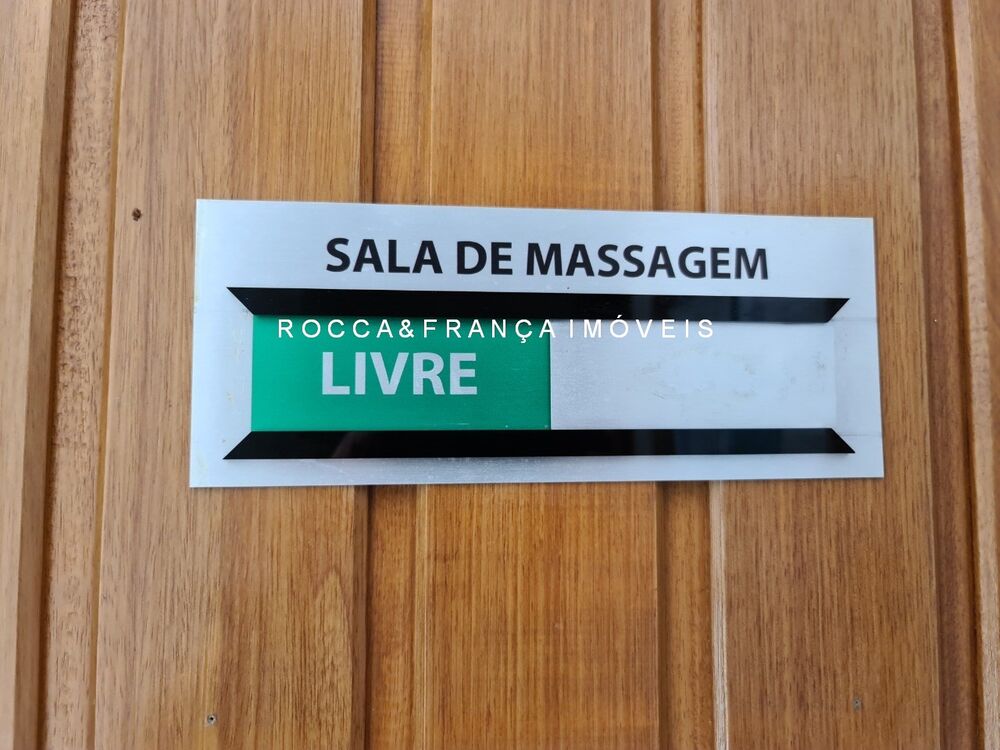 SALA DE MASSAGEM
ROCCA&FRANÇA IMÓVEIS
LIVRE